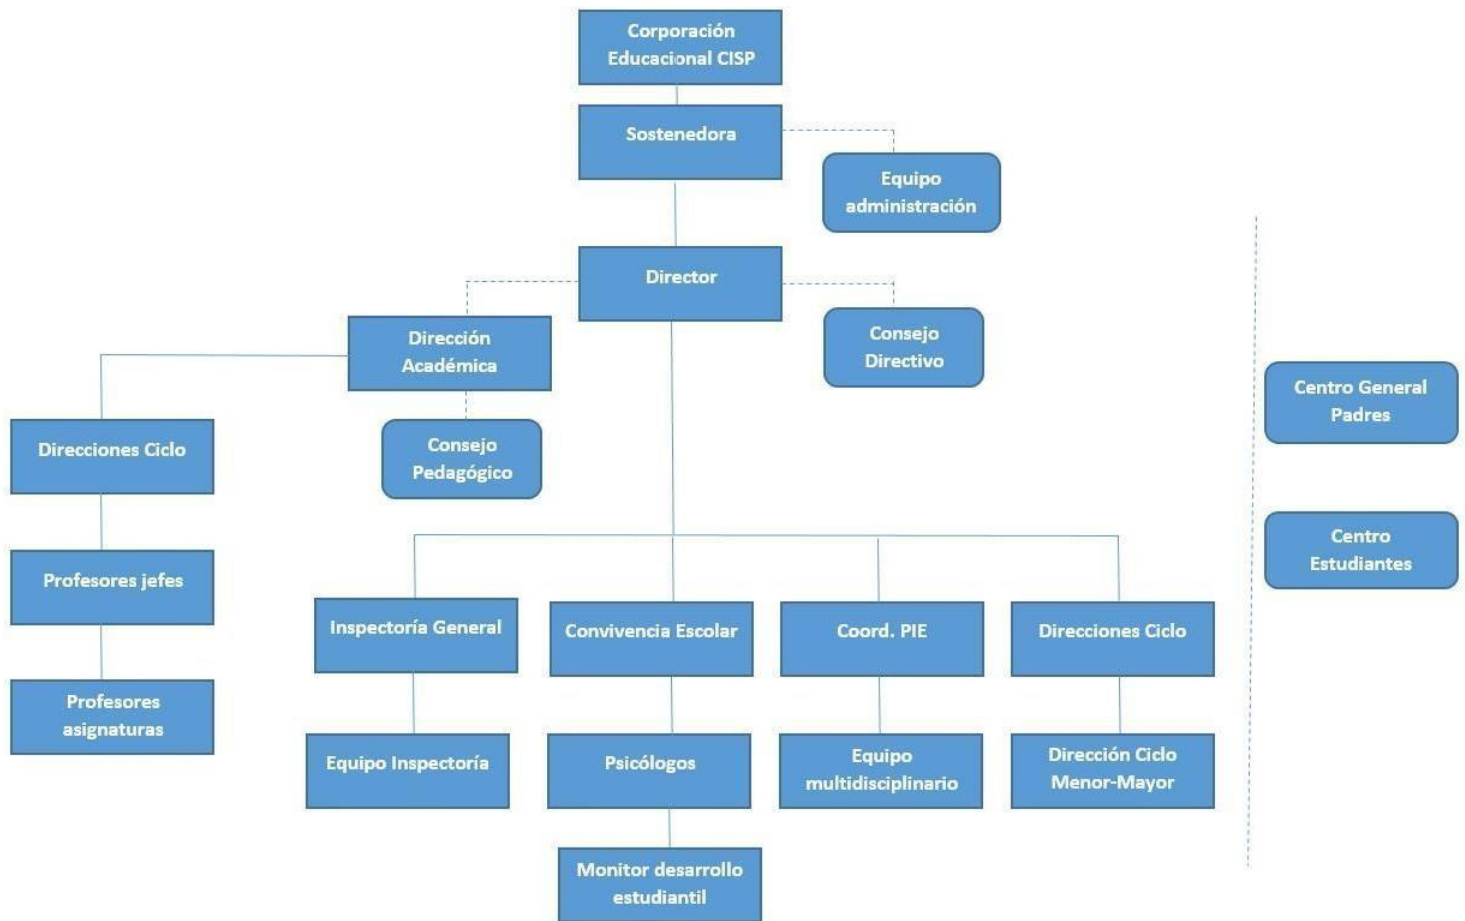 Corporación
Educacional CISP
Sostenedora
Equipo
administración
Director
Dirección
Académica
Consejo
Directivo
Centro General
Padres
Direcciones Ciclo
Consejo
Pedagógico
Centro
Estudiantes
Profesores jefes
Inspectoría General
Convivencia Escolar
Coord. PIE
Direcciones Ciclo
Profesores
asignaturas
Equipo Inspectoría
Psicólogos
Equipo
multidisciplinario
Dirección Ciclo
Menor-Mayor
Monitor desarrollo
estudiantil